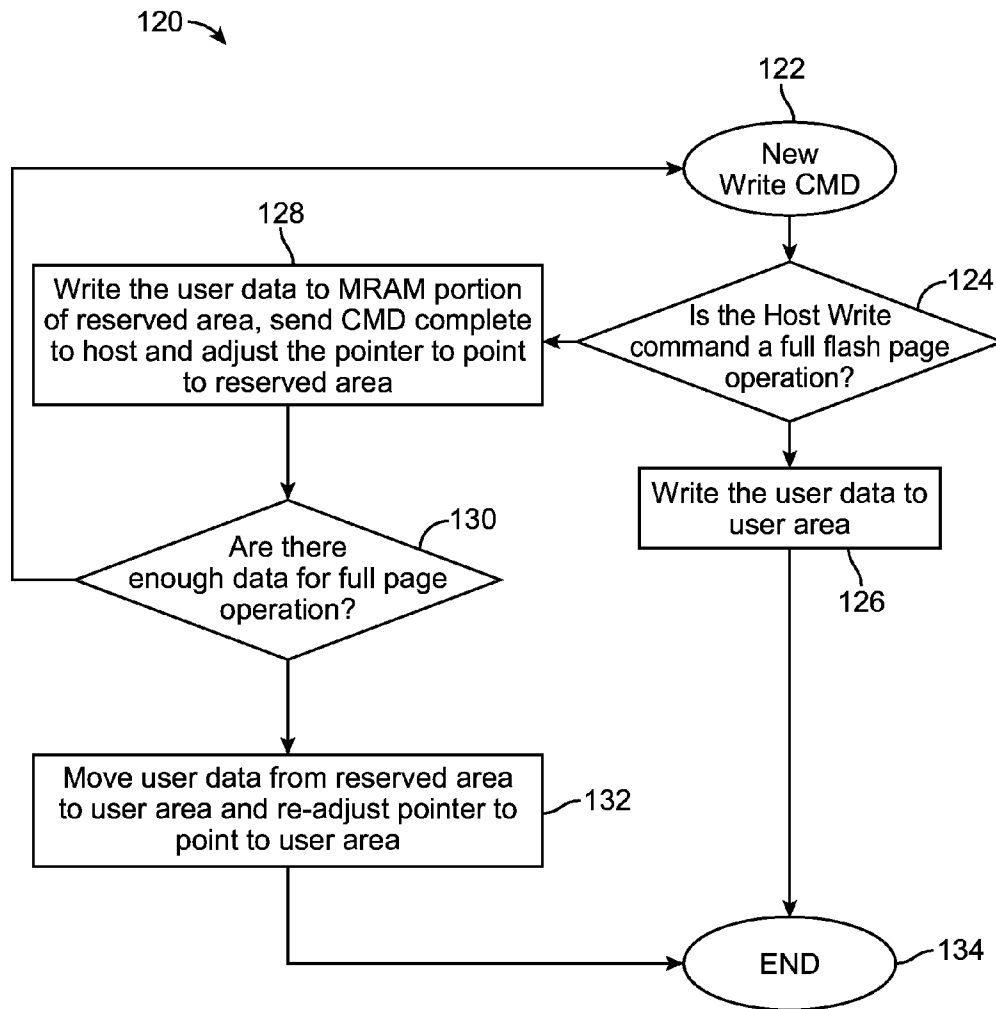 120
122
New
Write CMD
128
Write the user data to MRAM portion
of reserved area, send CMD complete
to host and adjust the pointer to point
to reserved area
124
Is the Host Write
command a full flash page
operation?
130
Are there
enough data for full page
operation?
Write the user data to
user area
126
Move user data from reserved area
to user area and re-adjust pointer to
point to user area
132
END
134